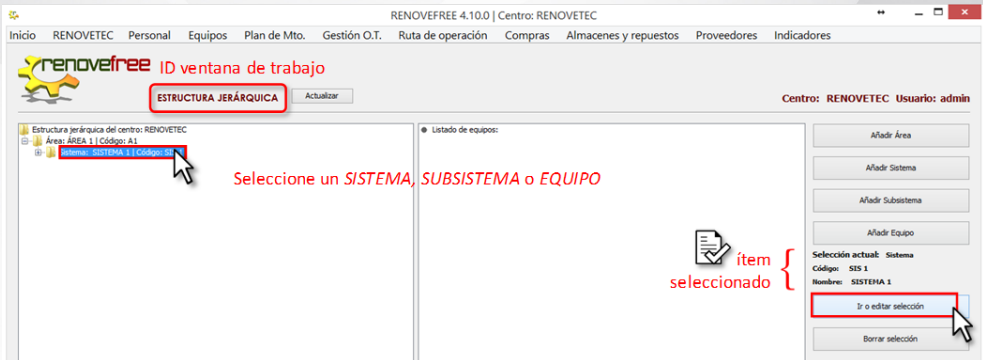 RENOVEFREE 4.10.0 | Centro: RENOVETEC
Inicio RENOVETEC Personal Equipos Plan de Mto. Gestión O.T. Ruta de operación Compras Almacenes y repuestos Proveedores Indicadores
renovefree
ID ventana de trabajo
ESTRUCTURA JERÁRQUICA
Actualizar
Centro: RENOVETEC Usuario: admin
Estructura jerárquica del centro: RENOVETEC
Área: ÁREA 1 | Código: A1
Sistema: SISTEMA 1 | Código:
Listado de equipos:
Seleccione un SISTEMA, SUBSISTEMA o EQUIPO
Añadir Área
Añadir Sistema
Añadir Subsistema
Añadir Equipo
ítem
seleccionado
Selección actual: Sistema
Código: SIS 1
Nombre: SISTEMA 1
Ir o editar selección
Borrar selección